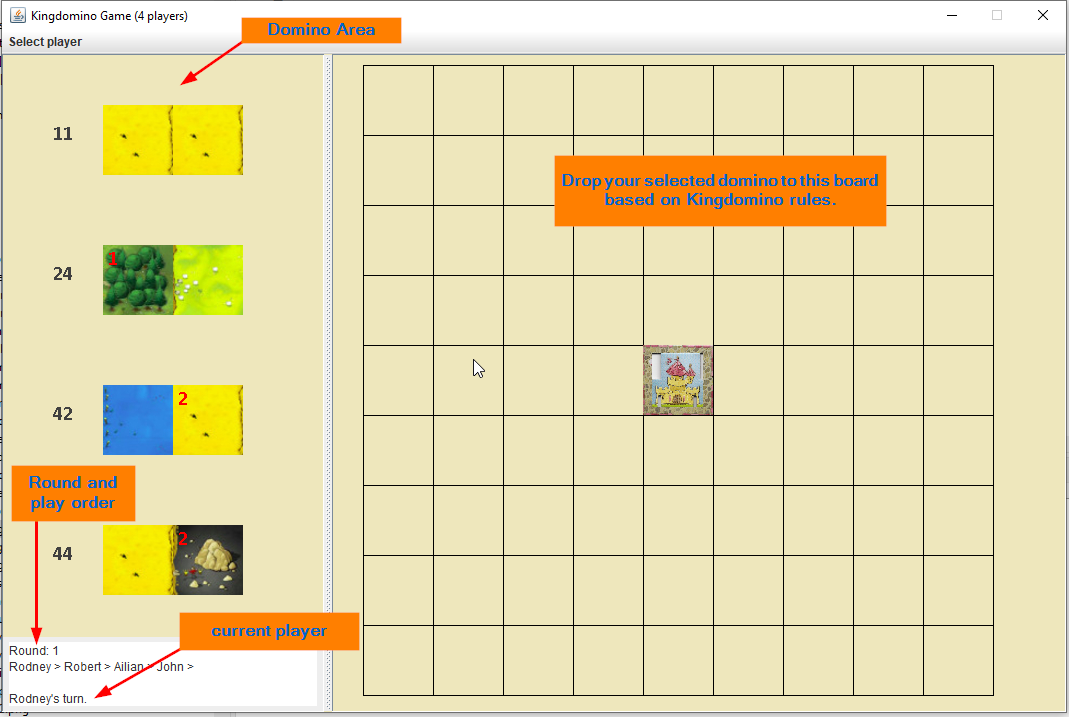 Kingdomino Game (4 players)
Domino Area
Select player
11
Drop your selected domino to this board
based on Kingdomino rules.
24
1
42
2
Round and
play order
44
2
current player
Round: 1
Rodney > Robert > Ailian > John >
Rodney's turn.